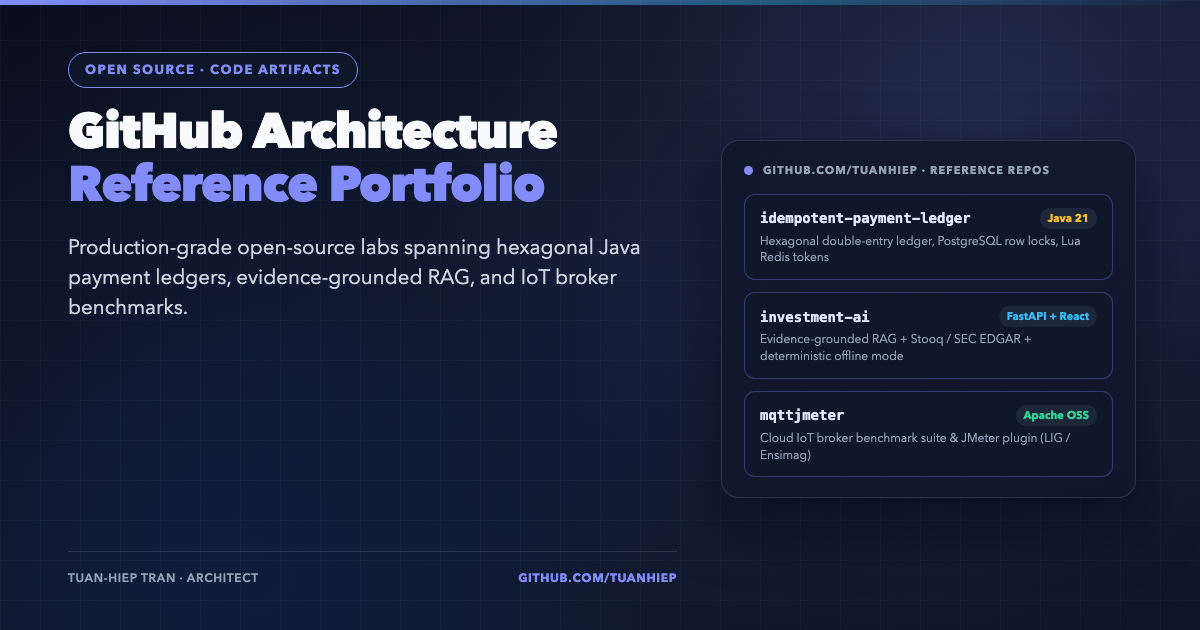 OPEN SOURCE · CODE ARTIFACTS
GitHub Architecture
Reference Portfolio
Production-grade open-source labs spanning hexagonal Java
payment ledgers, evidence-grounded RAG, and IoT broker
benchmarks.
TUAN-HIEP TRAN · ARCHITECT
GITHUB.COM/TUANHIEP
GITHUB.COM/TUANHIEP · REFERENCE REPOS
idempotent-payment-ledger
Java 21
Hexagonal double-entry ledger, PostgreSQL row locks, Lua
Redis tokens
investment-ai
FastAPI + React
Evidence-grounded RAG + Stooq / SEC EDGAR +
deterministic offline mode
mqttjmeter
Apache OSS
Cloud IoT broker benchmark suite & JMeter plugin (LIG /
Ensimag)